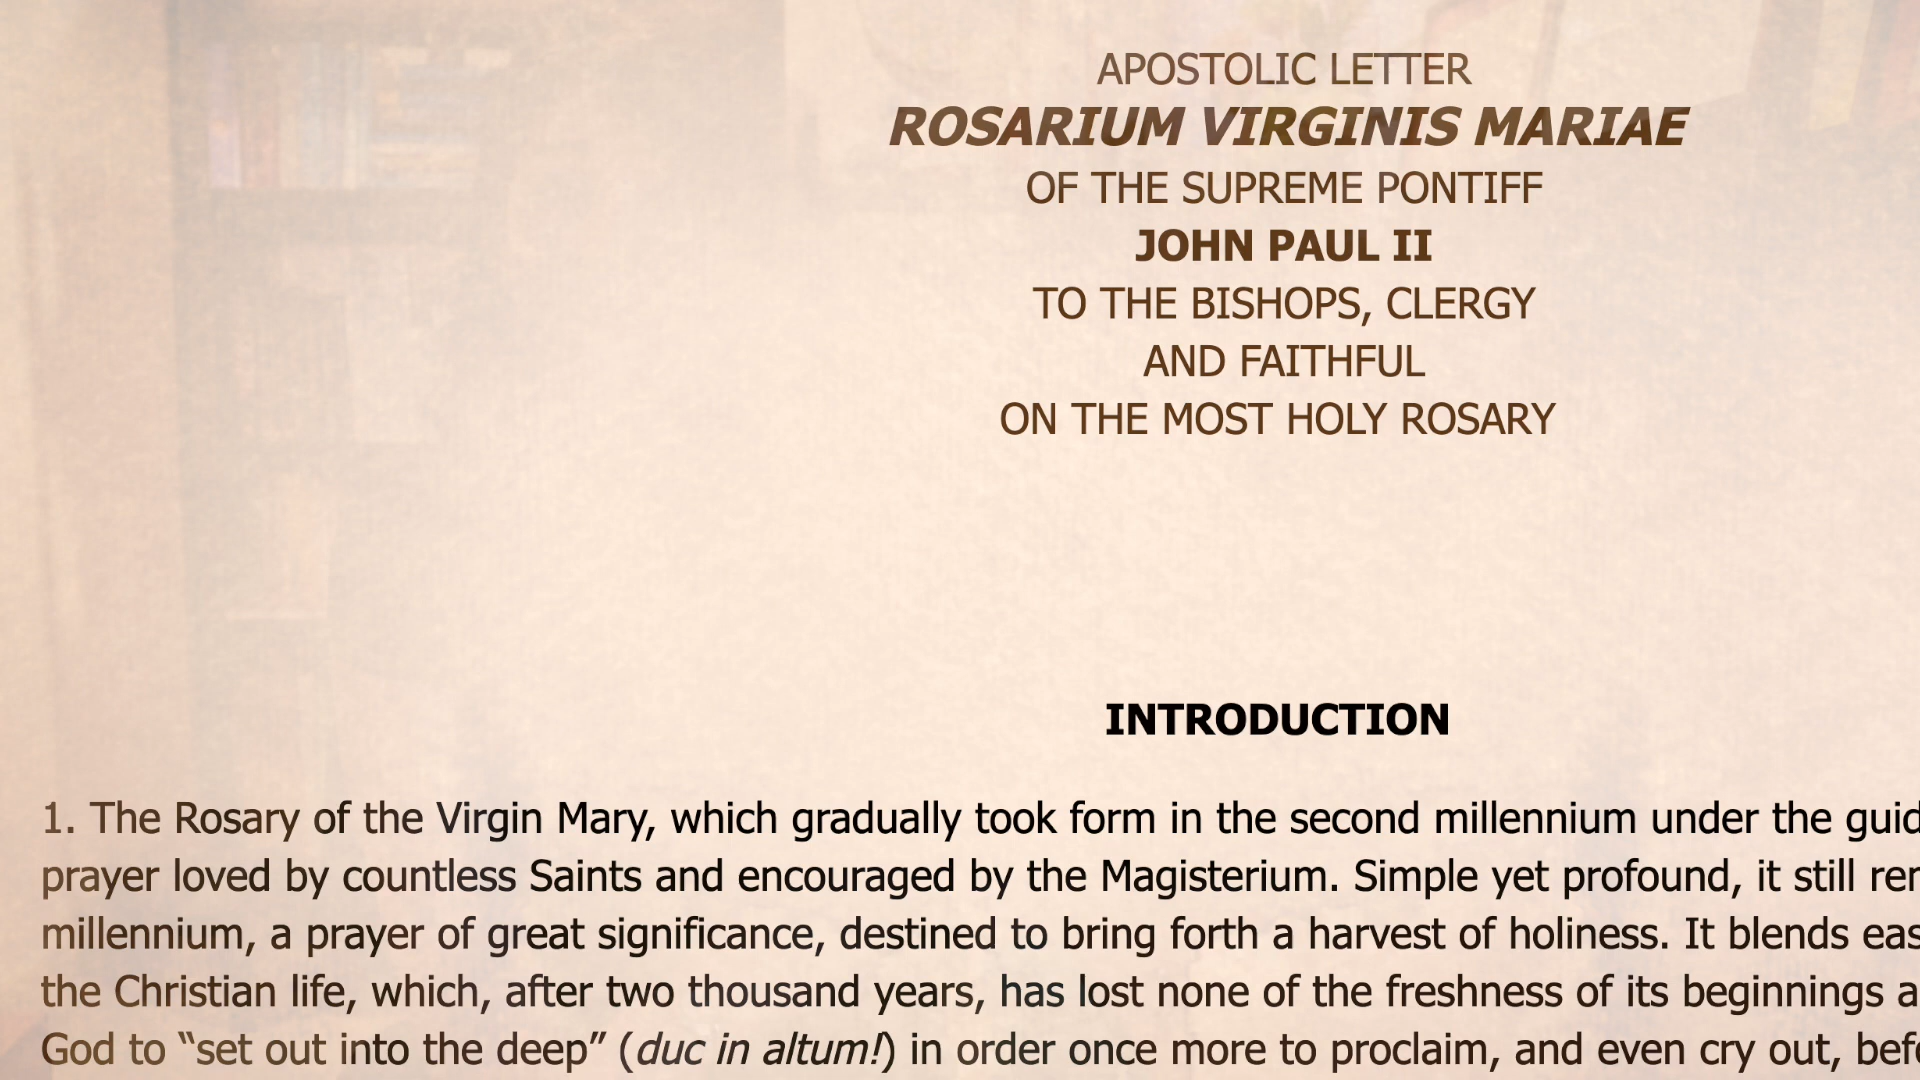 APOSTOLIC LETTER
ROSARIUM VIRGINIS MARIAE
OF THE SUPREME PONTIFF
JOHN PAUL II
TO THE BISHOPS, CLERGY
AND FAITHFUL
ON THE MOST HOLY ROSARY
INTRODUCTION
1. The Rosary of the Virgin Mary, which gradually took form in the second millennium under the
prayer loved by countless Saints and encouraged by the Magisterium. Simple yet profound, it still
millennium, a prayer of great significance, destined to bring forth a harvest of holiness. It blends
the Christian life, which, after two thousand years, has lost none of the freshness of its beginnings
God to “set out into the deep” (duc in altum!) in order once more to proclaim, and even cry out,